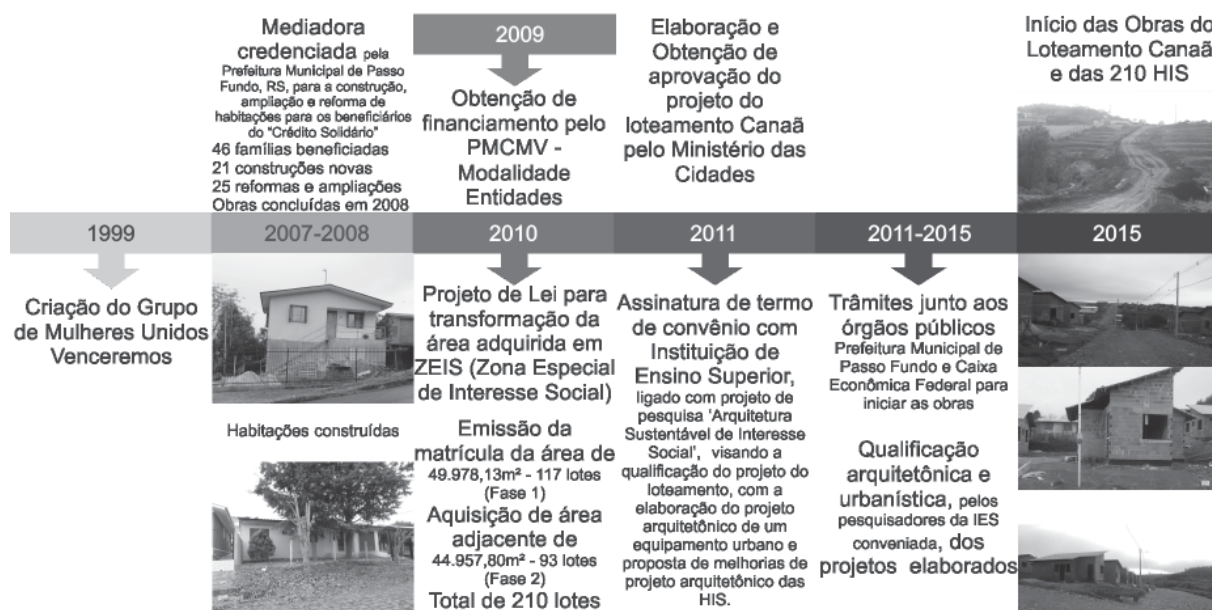 Mediadora
credenciada pela
Prefeitura Municipal de Passo
Fundo, RS, para a construção,
ampliação e reforma de
habitações para os beneficiários
do "Crédito Solidário"
46 famílias beneficiadas
21 construções novas
25 reformas e ampliações
Obras concluídas em 2008
2009
Obtenção de
financiamento pelo
PMCMV -
Modalidade
Entidades
Elaboração e
Obtenção de
aprovação do
projeto do
loteamento Canaã
pelo Ministério das
Cidades
Início das Obras do
Loteamento Canaã
e das 210 HIS
1999
2007-2008
2010
2011
2011-2015
2015
Criação do Grupo
de Mulheres Unidos
Venceremos
Habitações construídas
Projeto de Lei para
transformação da
área adquirida em
ZEIS (Zona Especial
de Interesse Social)
Emissão da
matrícula da área de
49.978,13m² - 117 lotes
(Fase 1)
Aquisição de área
adjacente de
44.957,80m² - 93 lotes
(Fase 2)
Total de 210 lotes
Assinatura de termo
de convênio com
Instituição de
Ensino Superior,
ligado com projeto de
pesquisa 'Arquitetura
Sustentável de Interesse
Social', visando a
qualificação do projeto do
loteamento, com a
elaboração do projeto
arquitetônico de um
equipamento urbano e
proposta de melhorias de
projeto arquitetônico das
HIS.
Trâmites junto aos
órgãos públicos
Prefeitura Municipal de
Passo Fundo e Caixa
Econômica Federal para
iniciar as obras
Qualificação
arquitetônica e
urbanística, pelos
pesquisadores da IES
conveniada, dos
projetos elaborados